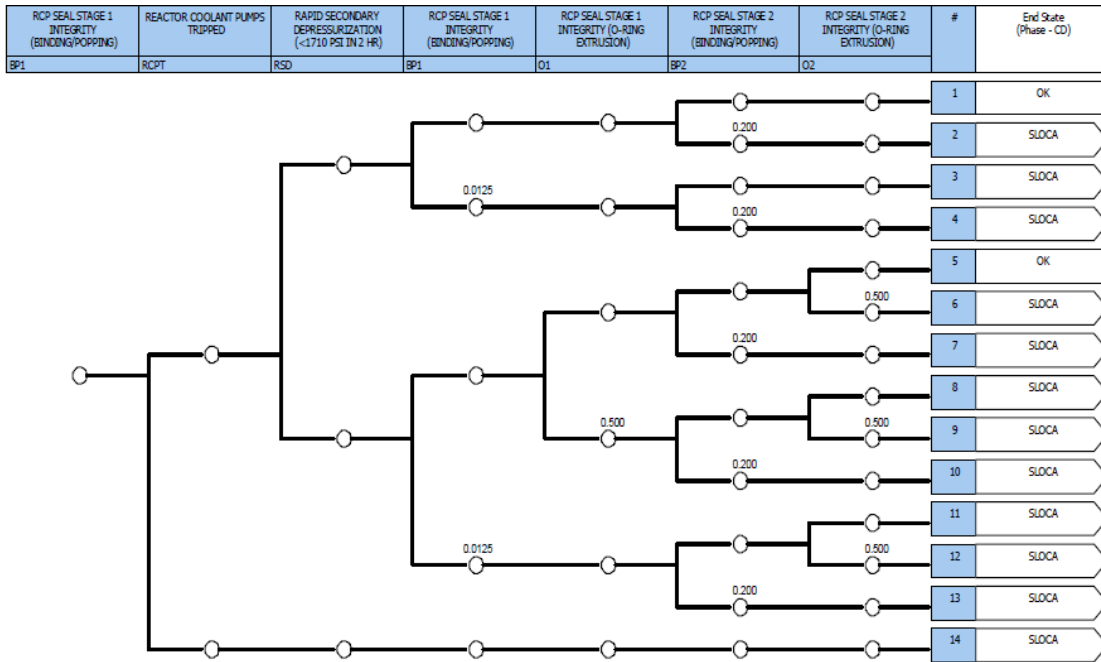 RCP SEAL STAGE 1
INTEGRITY
(BINDING/POPPING)
REACTOR COOLANT PUMPS
TRIPPED
RAPID SECONDARY
DEPRESSURIZATION
(<1710 PSI IN 2 HR)
RCP SEAL STAGE 1
INTEGRITY
(BINDING/POPPING)
RCP SEAL STAGE 1
INTEGRITY (O-RING
EXTRUSION)
RCP SEAL STAGE 2
INTEGRITY
(BINDING/POPPING)
RCP SEAL STAGE 2
INTEGRITY (O-RING
EXTRUSION)
#
End State
(Phase - CD)
BP1
RCPT
RSD
BP1
O1
BP2
O2
1 OK
0.200 2 SLOCA
0.0125 3 SLOCA
0.200 4 SLOCA
5 OK
0.500 6 SLOCA
0.200 7 SLOCA
8 SLOCA
0.500 0.500 9 SLOCA
0.200 10 SLOCA
11 SLOCA
0.0125 0.500 12 SLOCA
0.200 13 SLOCA
14 SLOCA